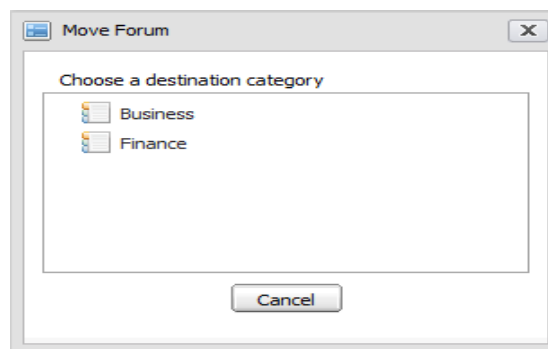 Move Forum
Choose a destination category
Business
Finance
Cancel